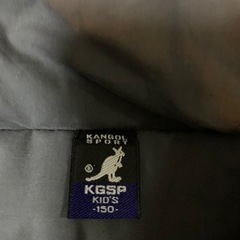 KANGOL
SPORT
®
KGSP
KID'S
-150-